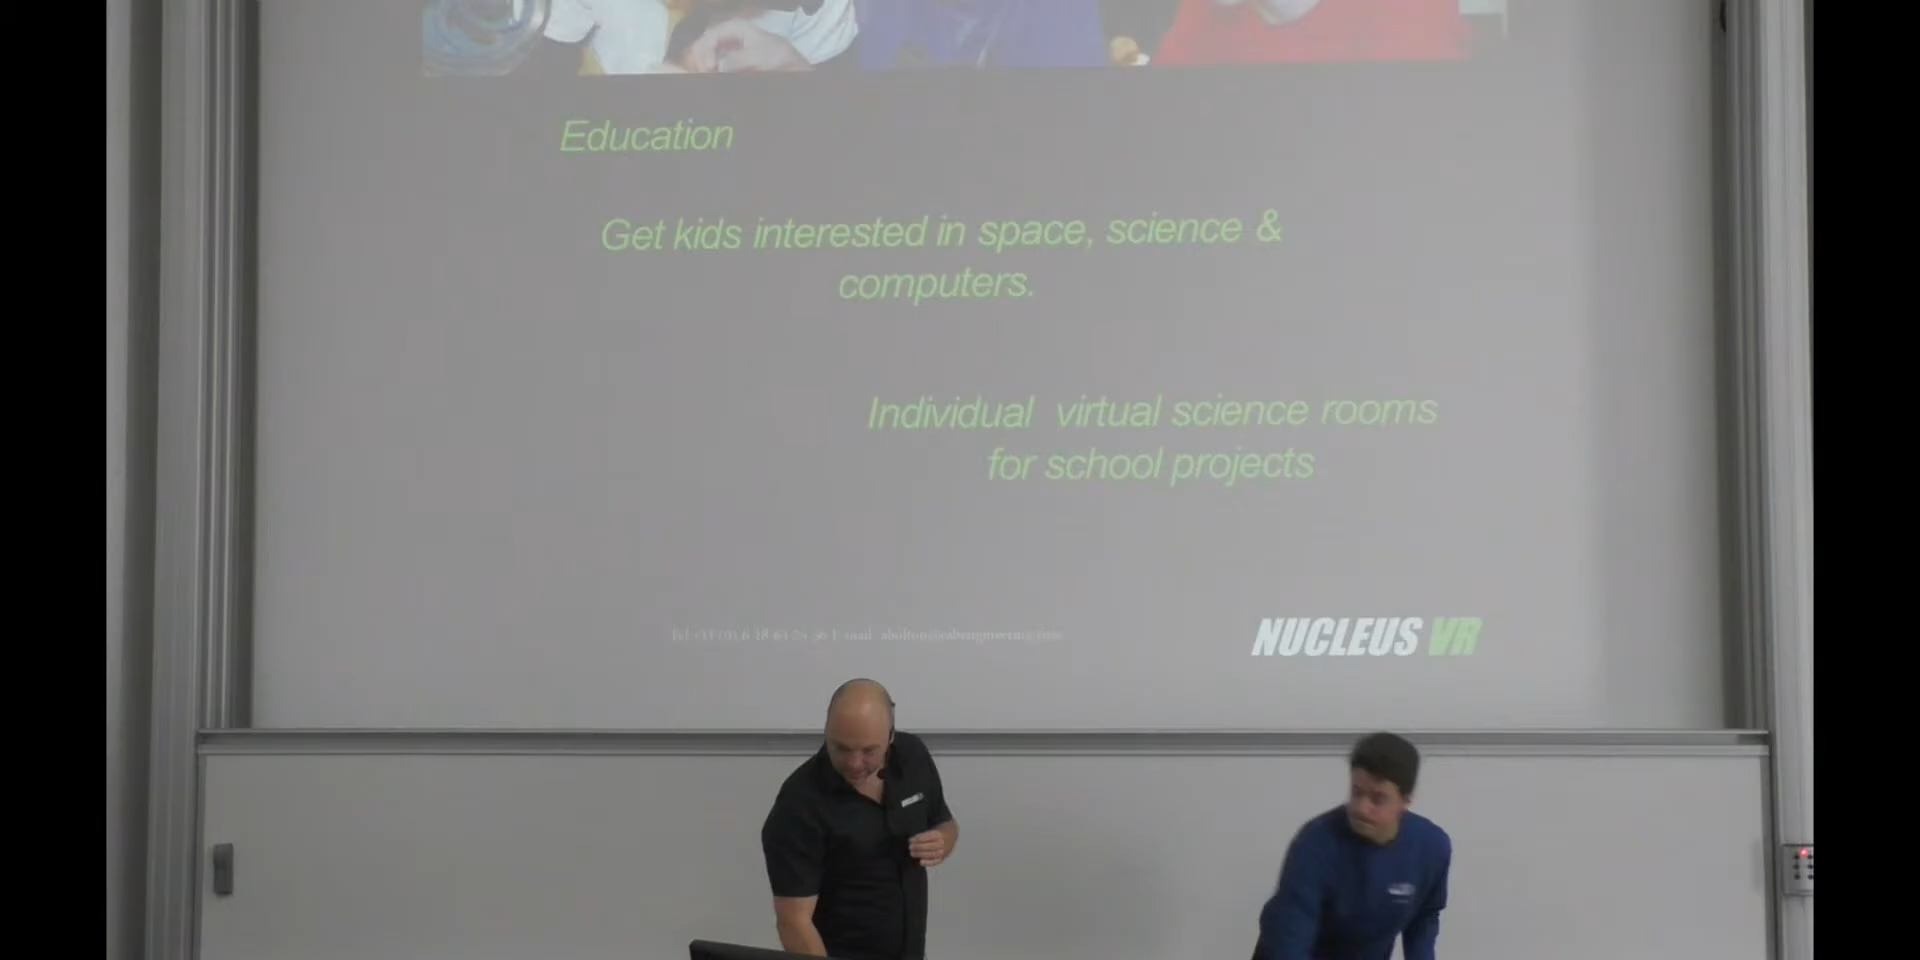 Education
Get kids interested in space, science &
computers.
Individual virtual science rooms
for school projects
NUCLEUS VR